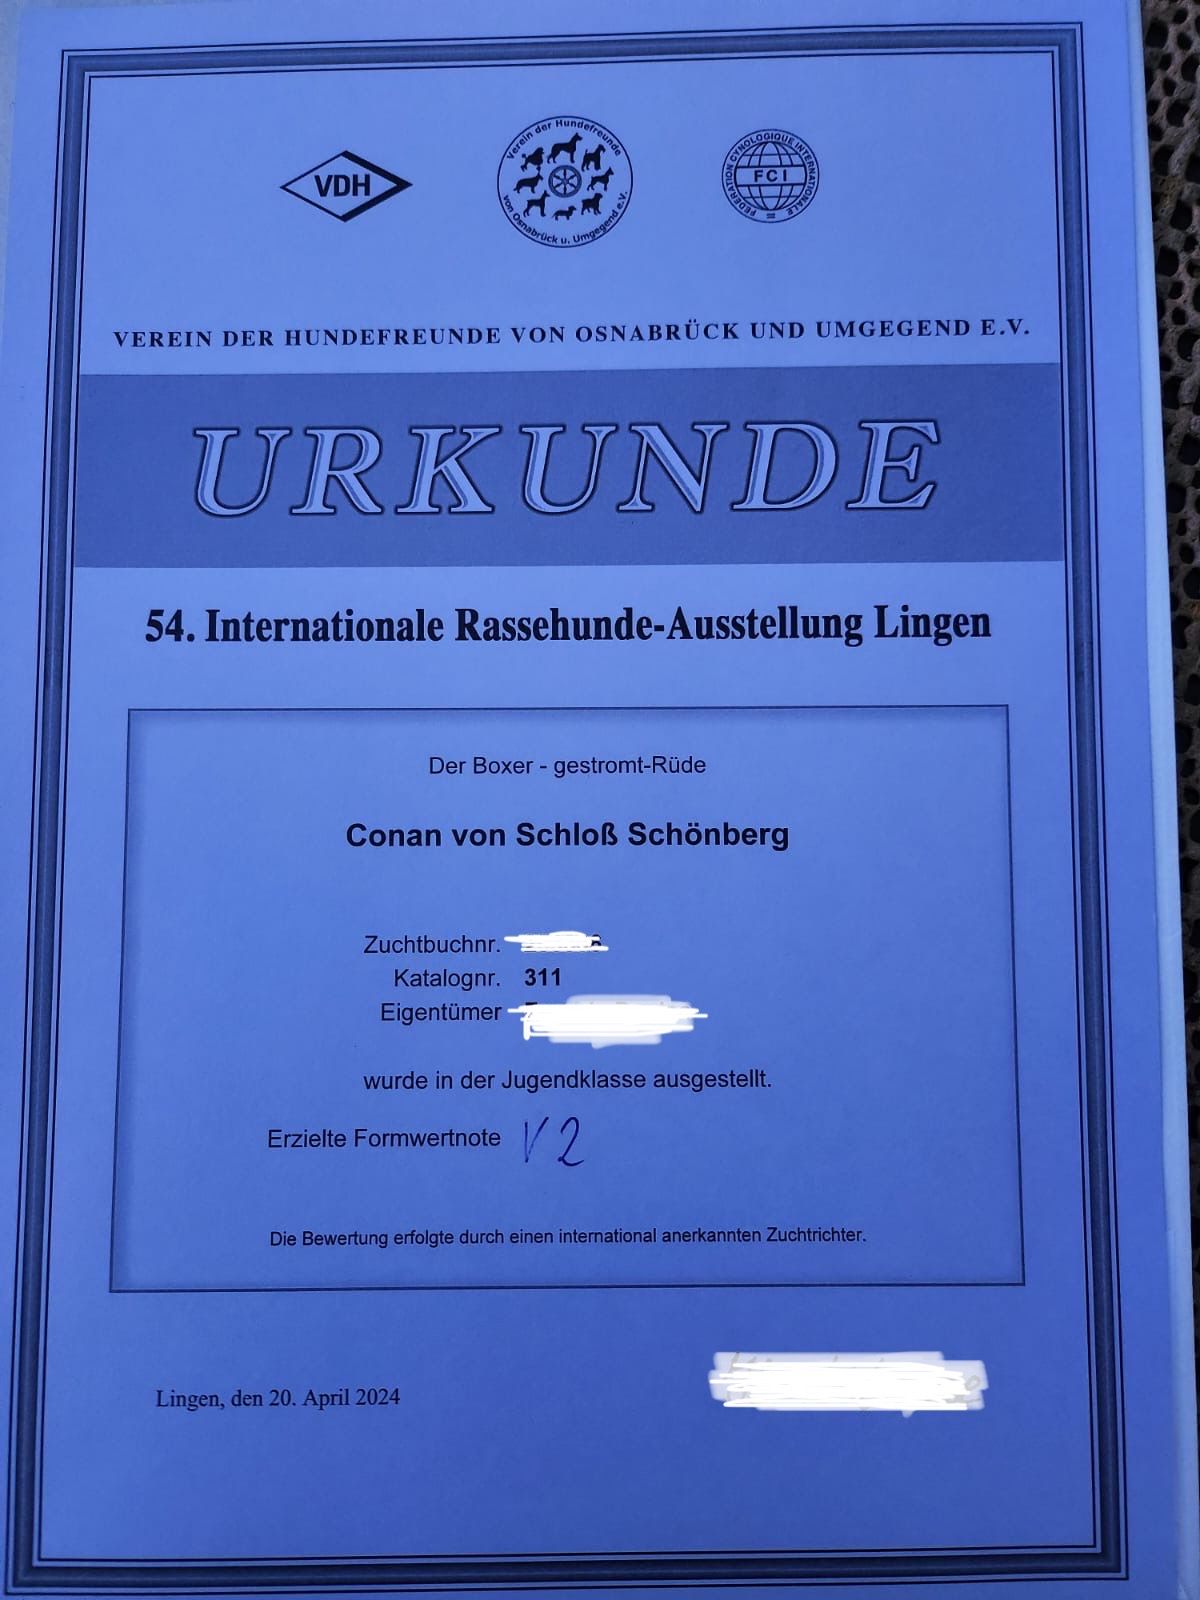 VDH
Verein der Hundefreunde
von Osnabrück u. Umgegend e.V.
FEDERATION CYNOLOGIQUE INTERNATIONALE
FCI
VEREIN DER HUNDEFREUNDE VON OSNABRÜCK UND UMGEGEND E.V.
URKUNDE
54. Internationale Rassehunde-Ausstellung Lingen
Der Boxer - gestromt-Rüde
Conan von Schloß Schönberg
Zuchtbuchnr.
Katalognr. 311
Eigentümer
wurde in der Jugendklasse ausgestellt.
Erzielte Formwertnote V2
Die Bewertung erfolgte durch einen international anerkannten Zuchtrichter.
Lingen, den 20. April 2024